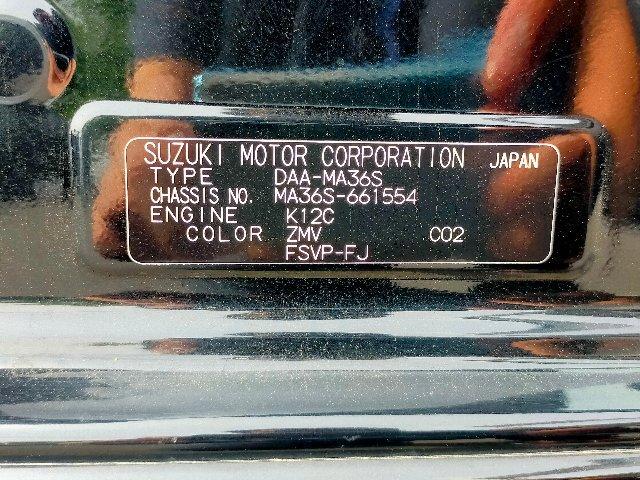 SUZUKI MOTOR CORPORATION JAPAN
TYPE DAA-MA36S
CHASSIS NO. MA36S-661554
ENGINE K12C
COLOR ZMV C02
FSVP-FJ